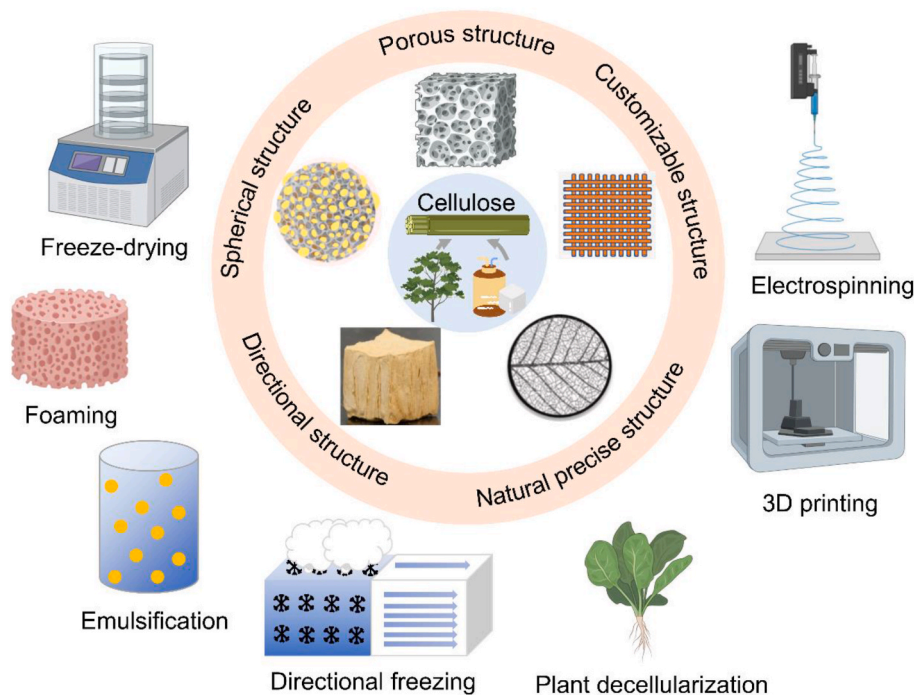 Porous structure
Customizable structure
Spherical structure
Cellulose
Freeze-drying
Electrospinning
Foaming
Directional structure
Natural precise structure
3D printing
Emulsification
Directional freezing
Plant decellularization